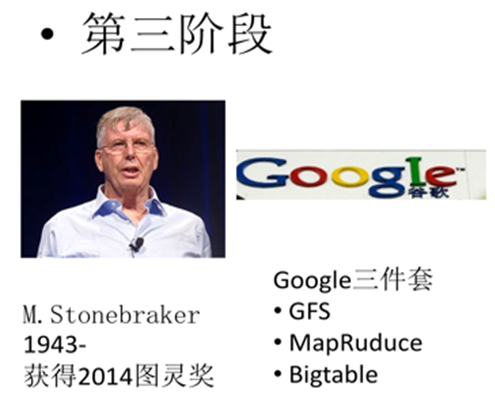 • 第三阶段
Google™
谷歌
M.Stonebraker
1943-
获得2014图灵奖
Google三件套
• GFS
• MapRuduce
• Bigtable